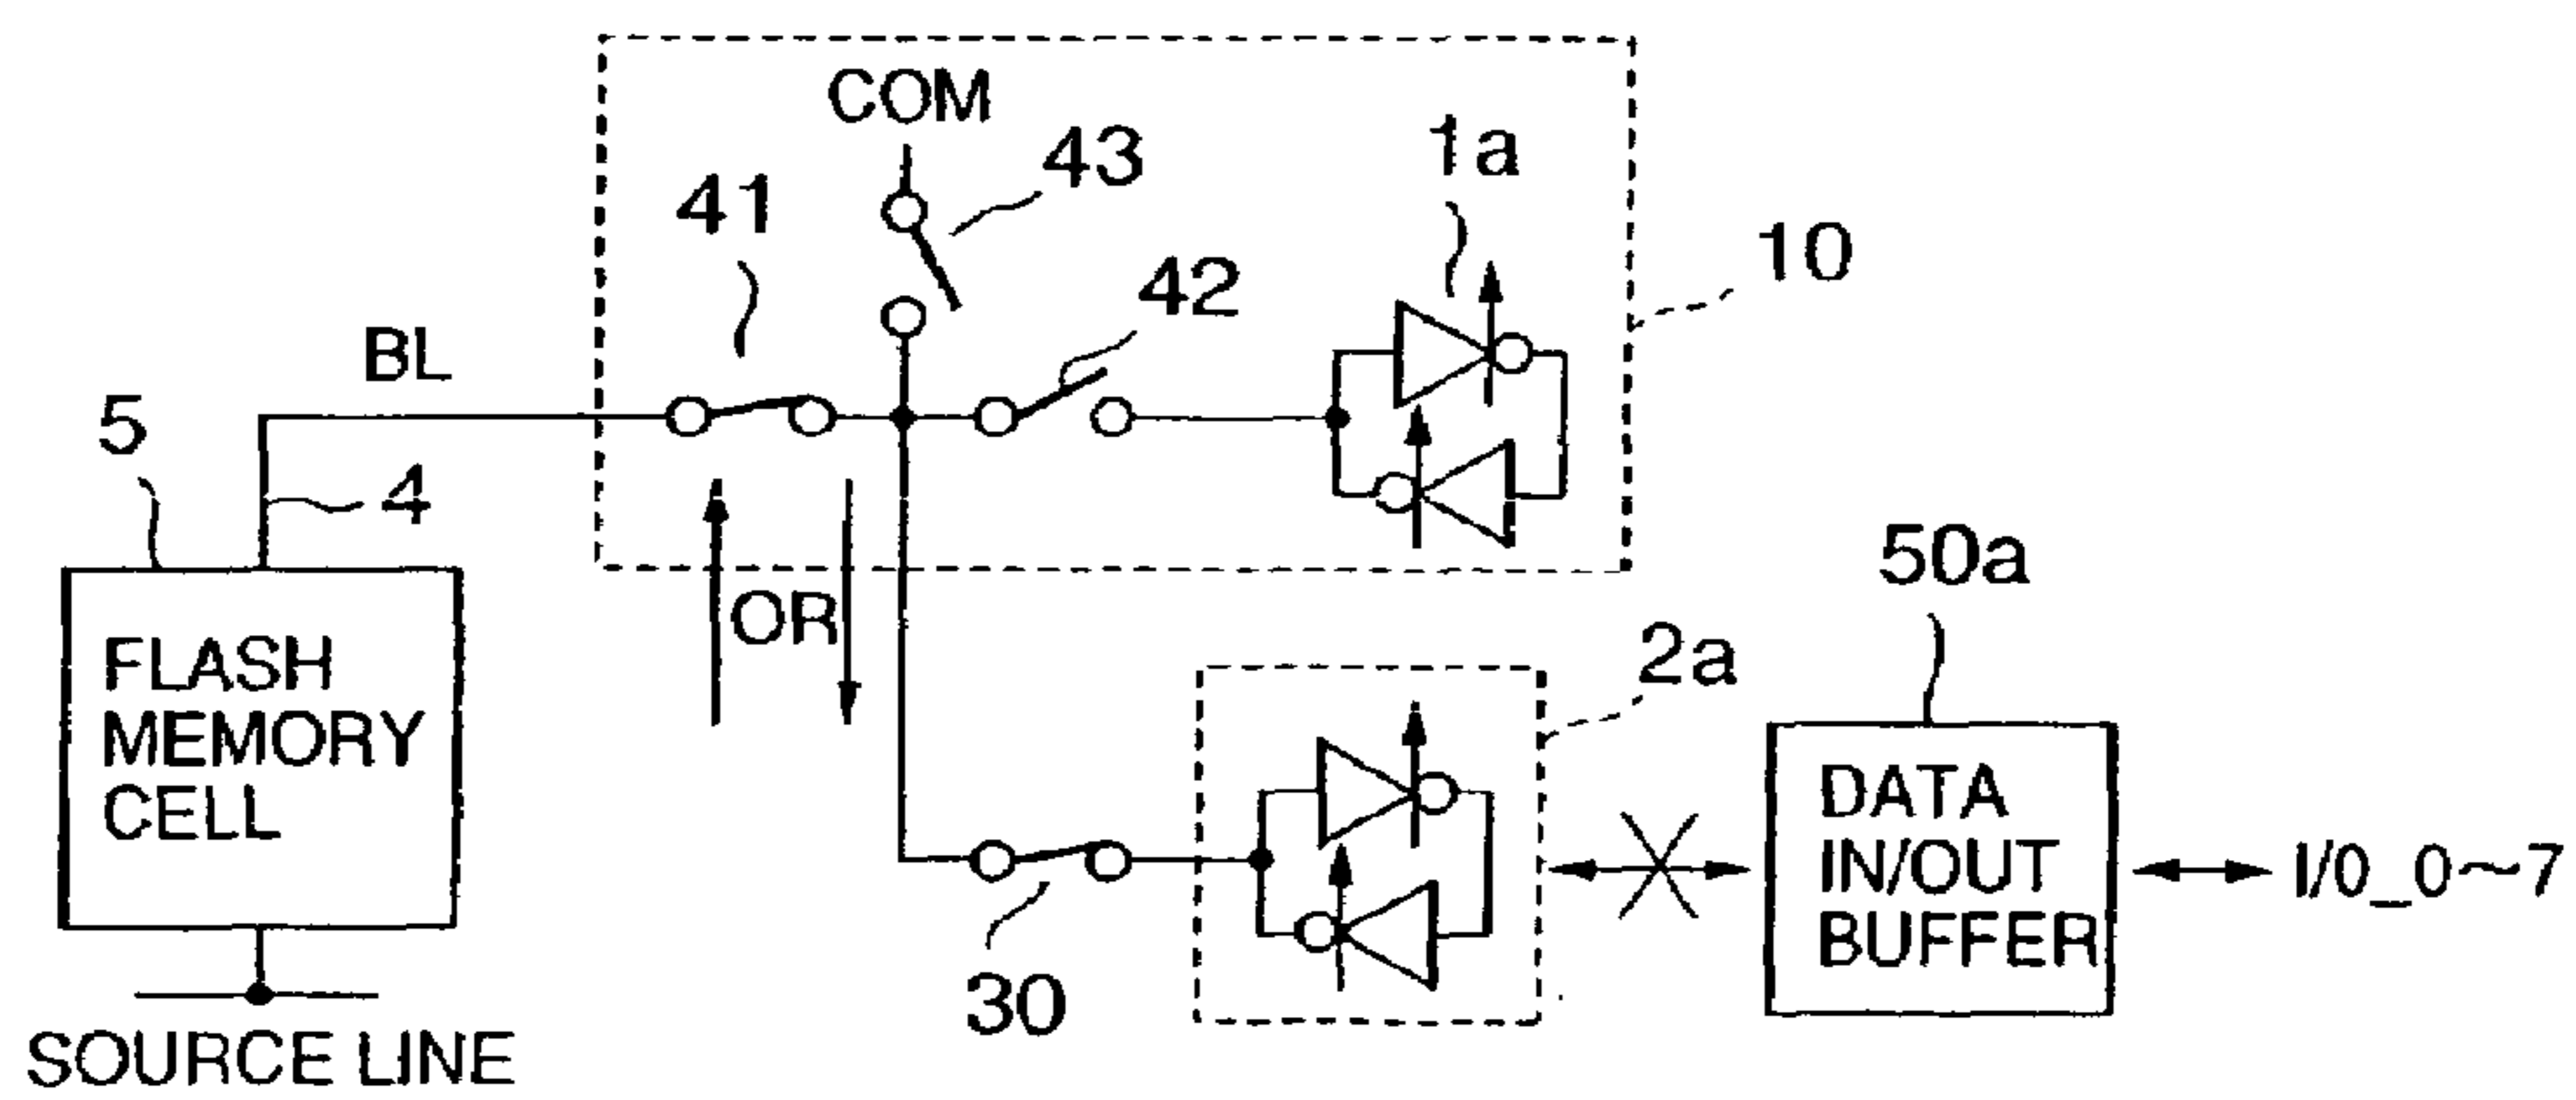 COM
43
41
1a
42
10
BL
5
4
OR
50a
2a
FLASH
MEMORY
CELL
DATA
IN/OUT
BUFFER
I/0_0~7
30
SOURCE LINE